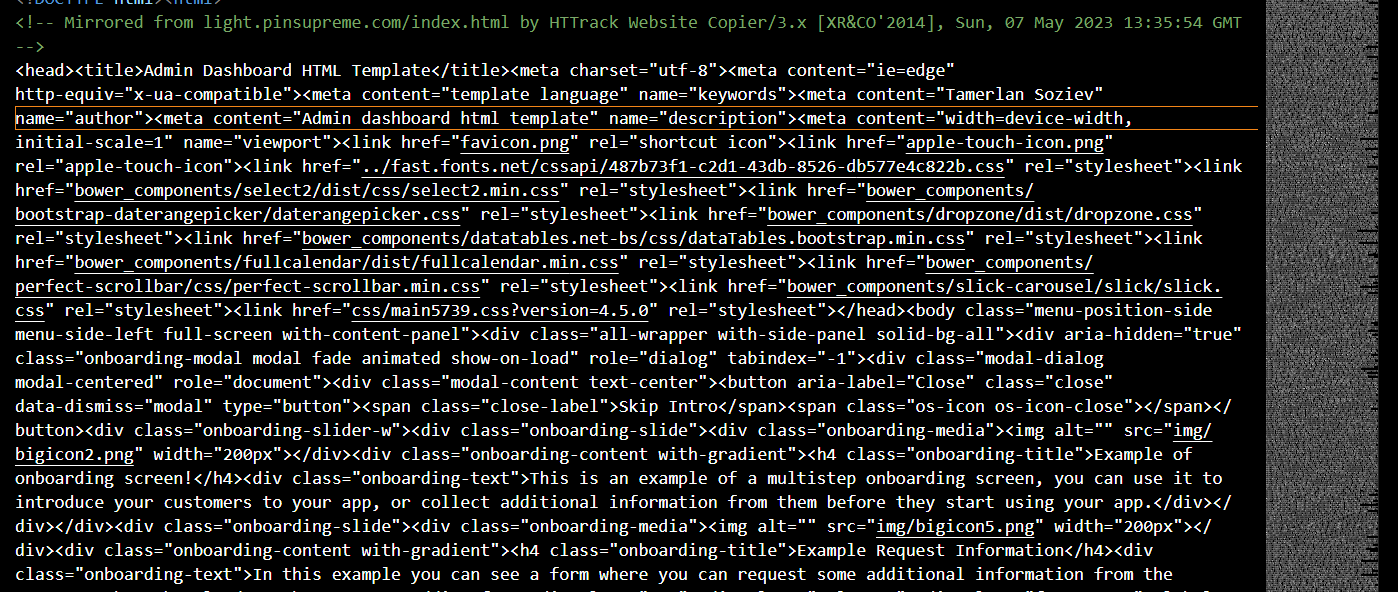 <!DOCTYPE html><html>
<!-- Mirrored from light.pinsupreme.com/index.html by HTTrack Website Copier/3.x [XR&CO'2014], Sun, 07 May 2023 13:35:54 GMT
-->
<head><title>Admin Dashboard HTML Template</title><meta charset="utf-8"><meta content="ie=edge"
http-equiv="x-ua-compatible"><meta content="template language" name="keywords"><meta content="Tamerlan Soziev"
name="author"><meta content="Admin dashboard html template" name="description"><meta content="width=device-width,
initial-scale=1" name="viewport"><link href="favicon.png" rel="shortcut icon"><link href="apple-touch-icon.png"
rel="apple-touch-icon"><link href="../fast.fonts.net/cssapi/487b73f1-c2d1-43db-8526-db577e4c822b.css" rel="stylesheet"><link
href="bower_components/select2/dist/css/select2.min.css" rel="stylesheet"><link href="bower_components/
bootstrap-daterangepicker/daterangepicker.css" rel="stylesheet"><link href="bower_components/dropzone/dist/dropzone.css"
rel="stylesheet"><link href="bower_components/datatables.net-bs/css/dataTables.bootstrap.min.css" rel="stylesheet"><link
href="bower_components/fullcalendar/dist/fullcalendar.min.css" rel="stylesheet"><link href="bower_components/
perfect-scrollbar/css/perfect-scrollbar.min.css" rel="stylesheet"><link href="bower_components/slick-carousel/slick/slick.
css" rel="stylesheet"><link href="css/main5739.css?version=4.5.0" rel="stylesheet"></head><body class="menu-position-side
menu-side-left full-screen with-content-panel"><div class="all-wrapper with-side-panel solid-bg-all"><div aria-hidden="true"
class="onboarding-modal modal fade animated show-on-load" role="dialog" tabindex="-1"><div class="modal-dialog
modal-centered" role="document"><div class="modal-content text-center"><button aria-label="Close" class="close"
data-dismiss="modal" type="button"><span class="close-label">Skip Intro</span><span class="os-icon os-icon-close"></span></
button><div class="onboarding-slider-w"><div class="onboarding-slide"><div class="onboarding-media"><img alt="" src="img/
bigicon2.png" width="200px"></div><div class="onboarding-content with-gradient"><h4 class="onboarding-title">Example of
onboarding screen!</h4><div class="onboarding-text">This is an example of a multistep onboarding screen, you can use it to
introduce your customers to your app, or collect additional information from them before they start using your app.</div></
div></div><div class="onboarding-slide"><div class="onboarding-media"><img alt="" src="img/bigicon5.png" width="200px"></
div><div class="onboarding-content with-gradient"><h4 class="onboarding-title">Example Request Information</h4><div
class="onboarding-text">In this example you can see a form where you can request some additional information from the